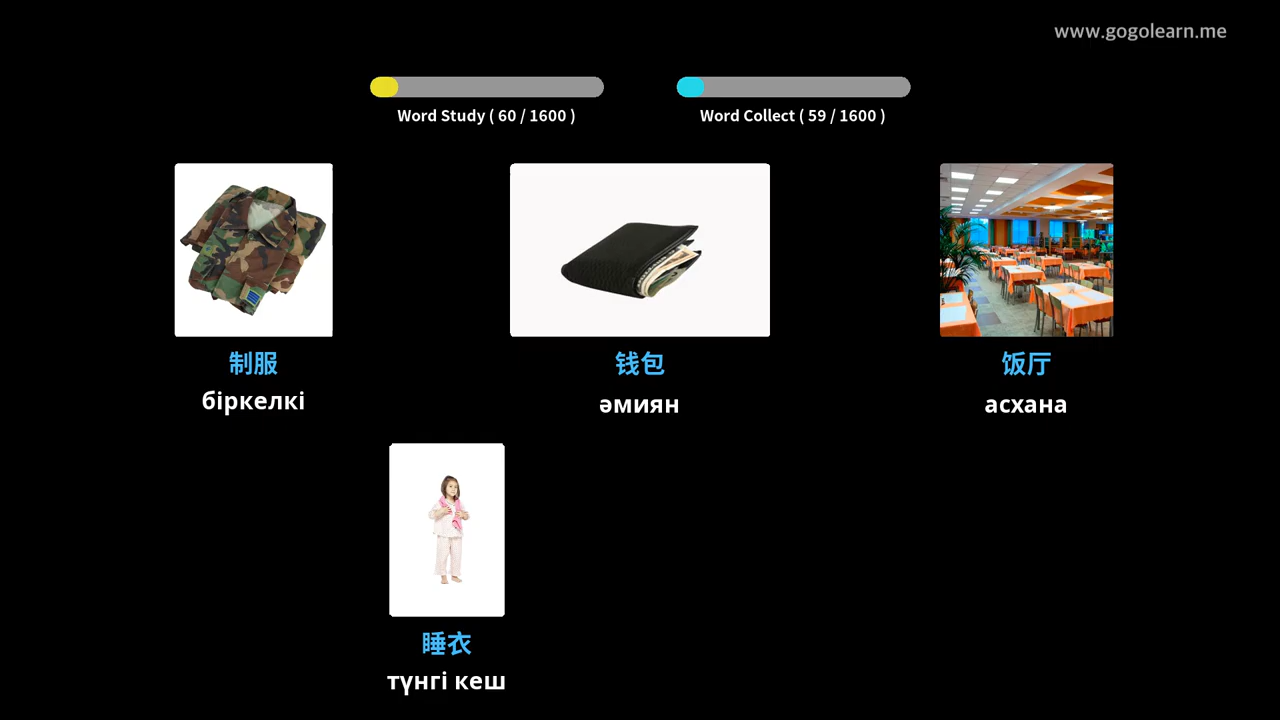 www.gogolearn.me
Word Study ( 60 / 1600 )
Word Collect ( 59 / 1600 )
制服
біркелкі
钱包
әмиян
饭厅
асхана
睡衣
түнгі кеш